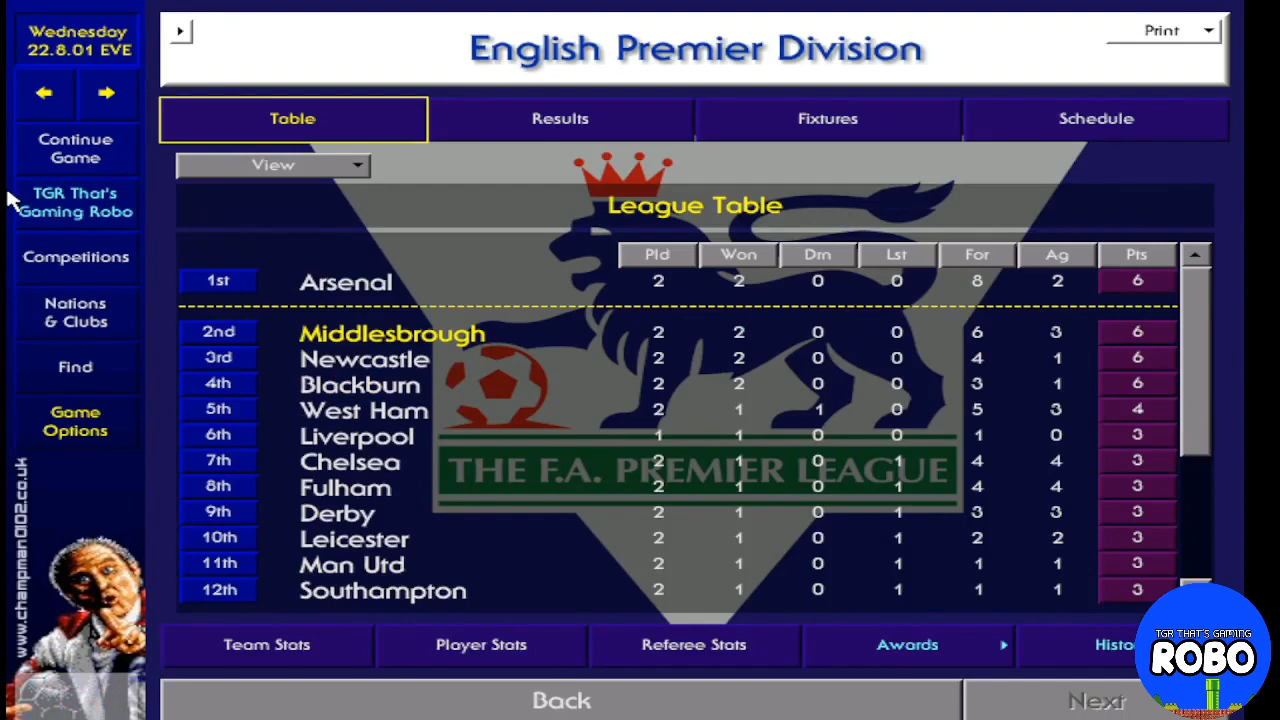 Wednesday
22.8.01 EVE
Continue
Game
TGR That's
Gaming Robo
Competitions
Nations
& Clubs
Find
Game
Options
www.champman0102.co.uk
English Premier Division
Print
Table Results Fixtures Schedule
View
League Table
Pld Won Drn Lst For Ag Pts
1st Arsenal 2 2 0 0 8 2 6
2nd Middlesbrough 2 2 0 0 6 3 6
3rd Newcastle 2 2 0 0 4 1 6
4th Blackburn 2 2 0 0 3 1 6
5th West Ham 2 1 1 0 5 3 4
6th Liverpool 1 1 0 0 1 0 3
7th Chelsea 2 1 0 1 4 4 3
8th Fulham 2 1 0 1 4 4 3
9th Derby 2 1 0 1 3 3 3
10th Leicester 2 1 0 1 2 2 3
11th Man Utd 2 1 0 1 1 1 3
12th Southampton 2 1 0 1 1 1 3
THE F.A. PREMIER LEAGUE
Team Stats Player Stats Referee Stats Awards Histo
Back Next
TGR THAT'S GAMING
ROBO